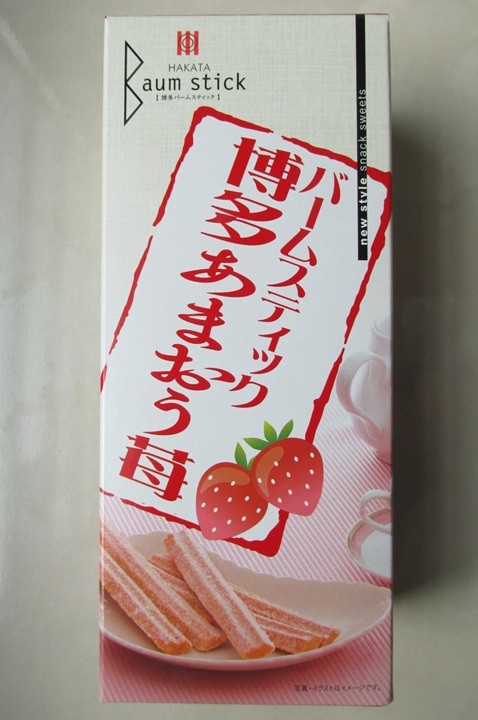 HAKATA
Baum stick
【 博多バームスティック 】
new style snack sweets
バームスティック
博多あまおう苺
写真・イラストはイメージです。